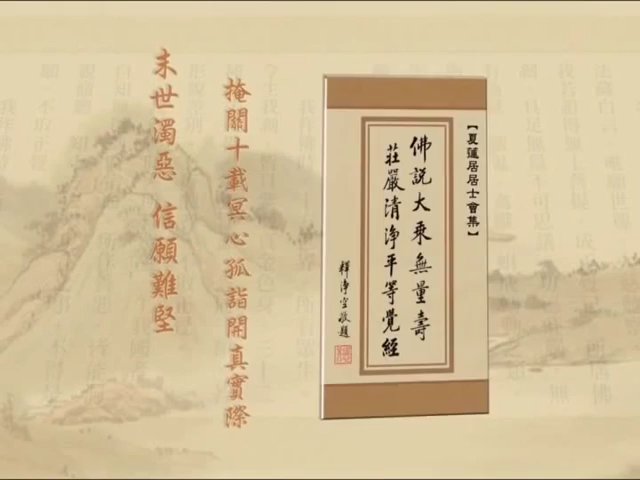 【夏蓮居居士會集】
佛説大乘無量壽
莊嚴清淨平等覺經
釋淨空敬題
掩關十載冥心孤詣開真實際
末世濁惡 信願難堅